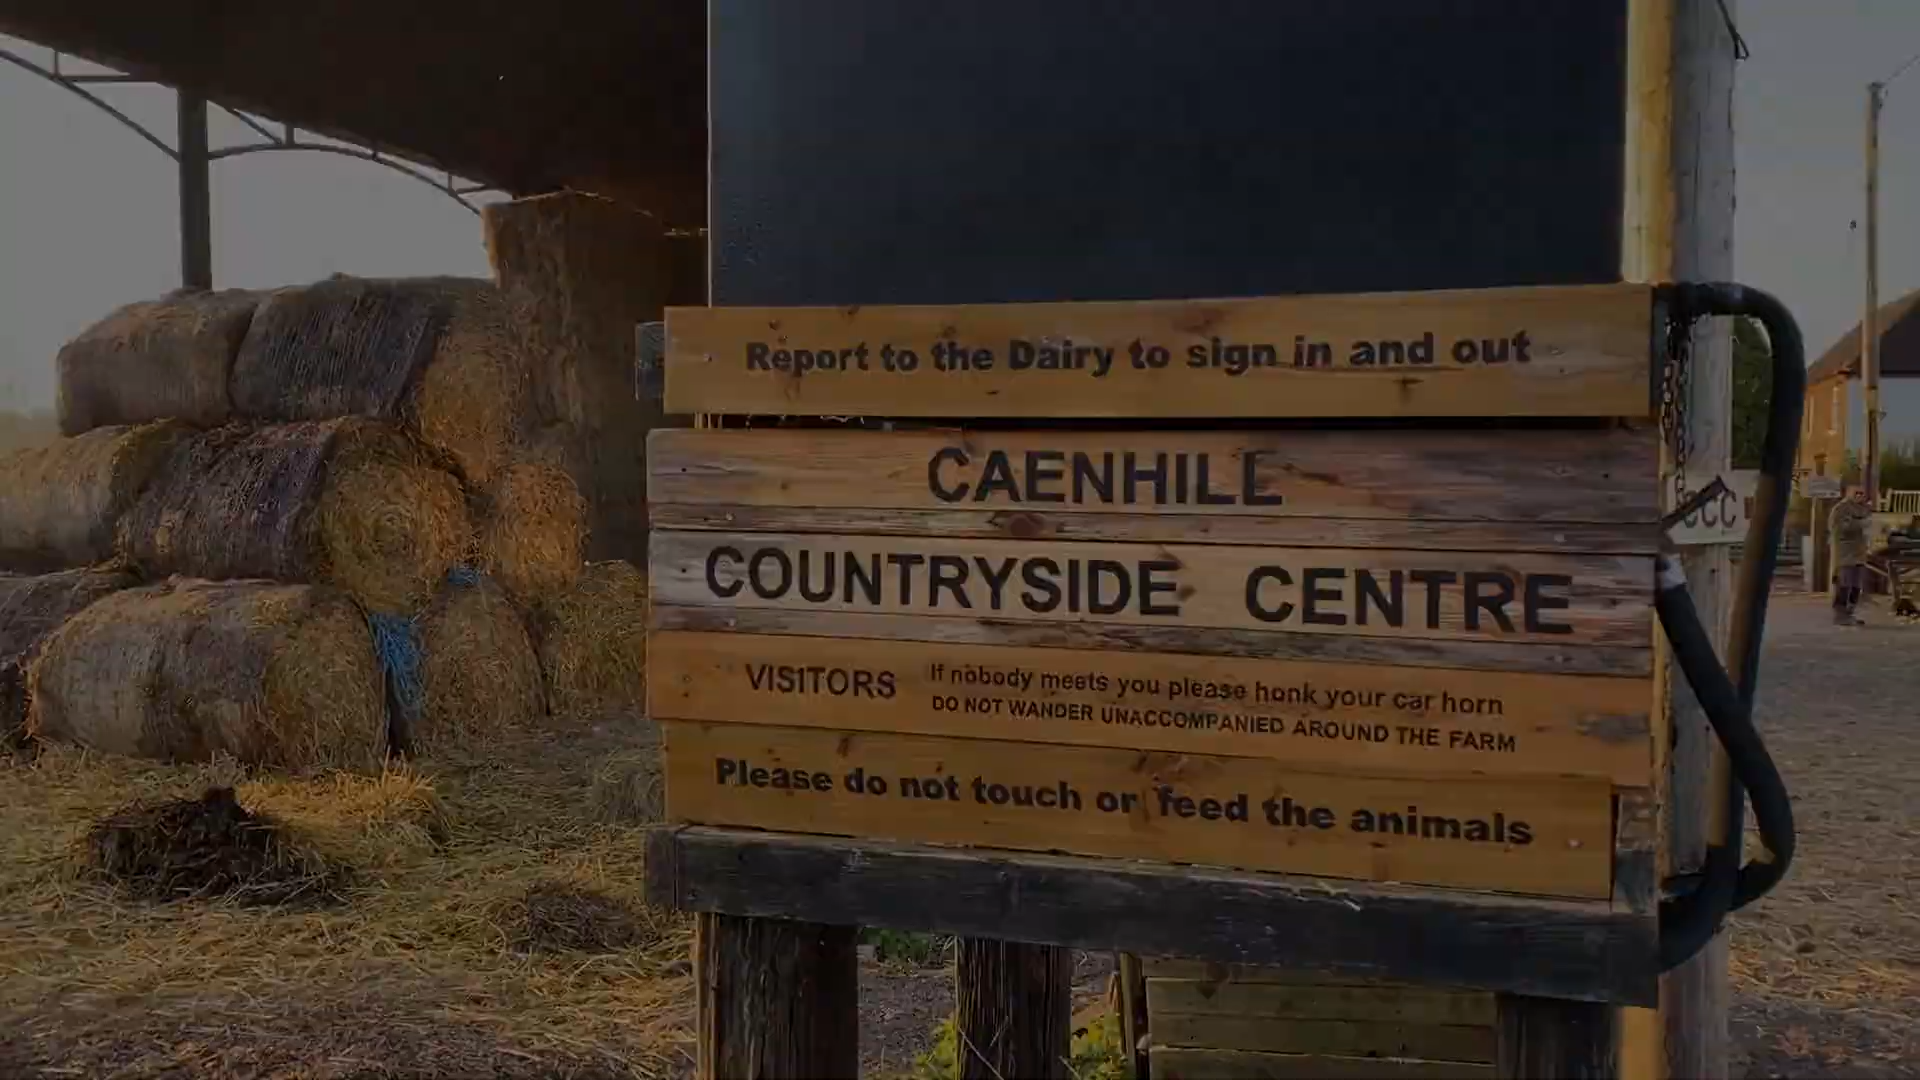 Report to the Dairy to sign in and out
CAENHILL
COUNTRYSIDE CENTRE
CCC
VISITORS
If nobody meets you please honk your car horn
DO NOT WANDER UNACCOMPANIED AROUND THE FARM
Please do not touch or feed the animals